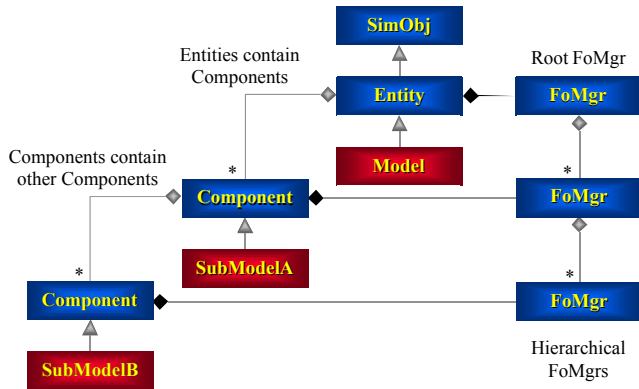 SimObj
Entities contain
Components
Root FoMgr
Entity
FoMgr
Components contain
other Components
*
Model
*
Component
FoMgr
SubModelA
*
*
Component
FoMgr
SubModelB
Hierarchical
FoMgrs